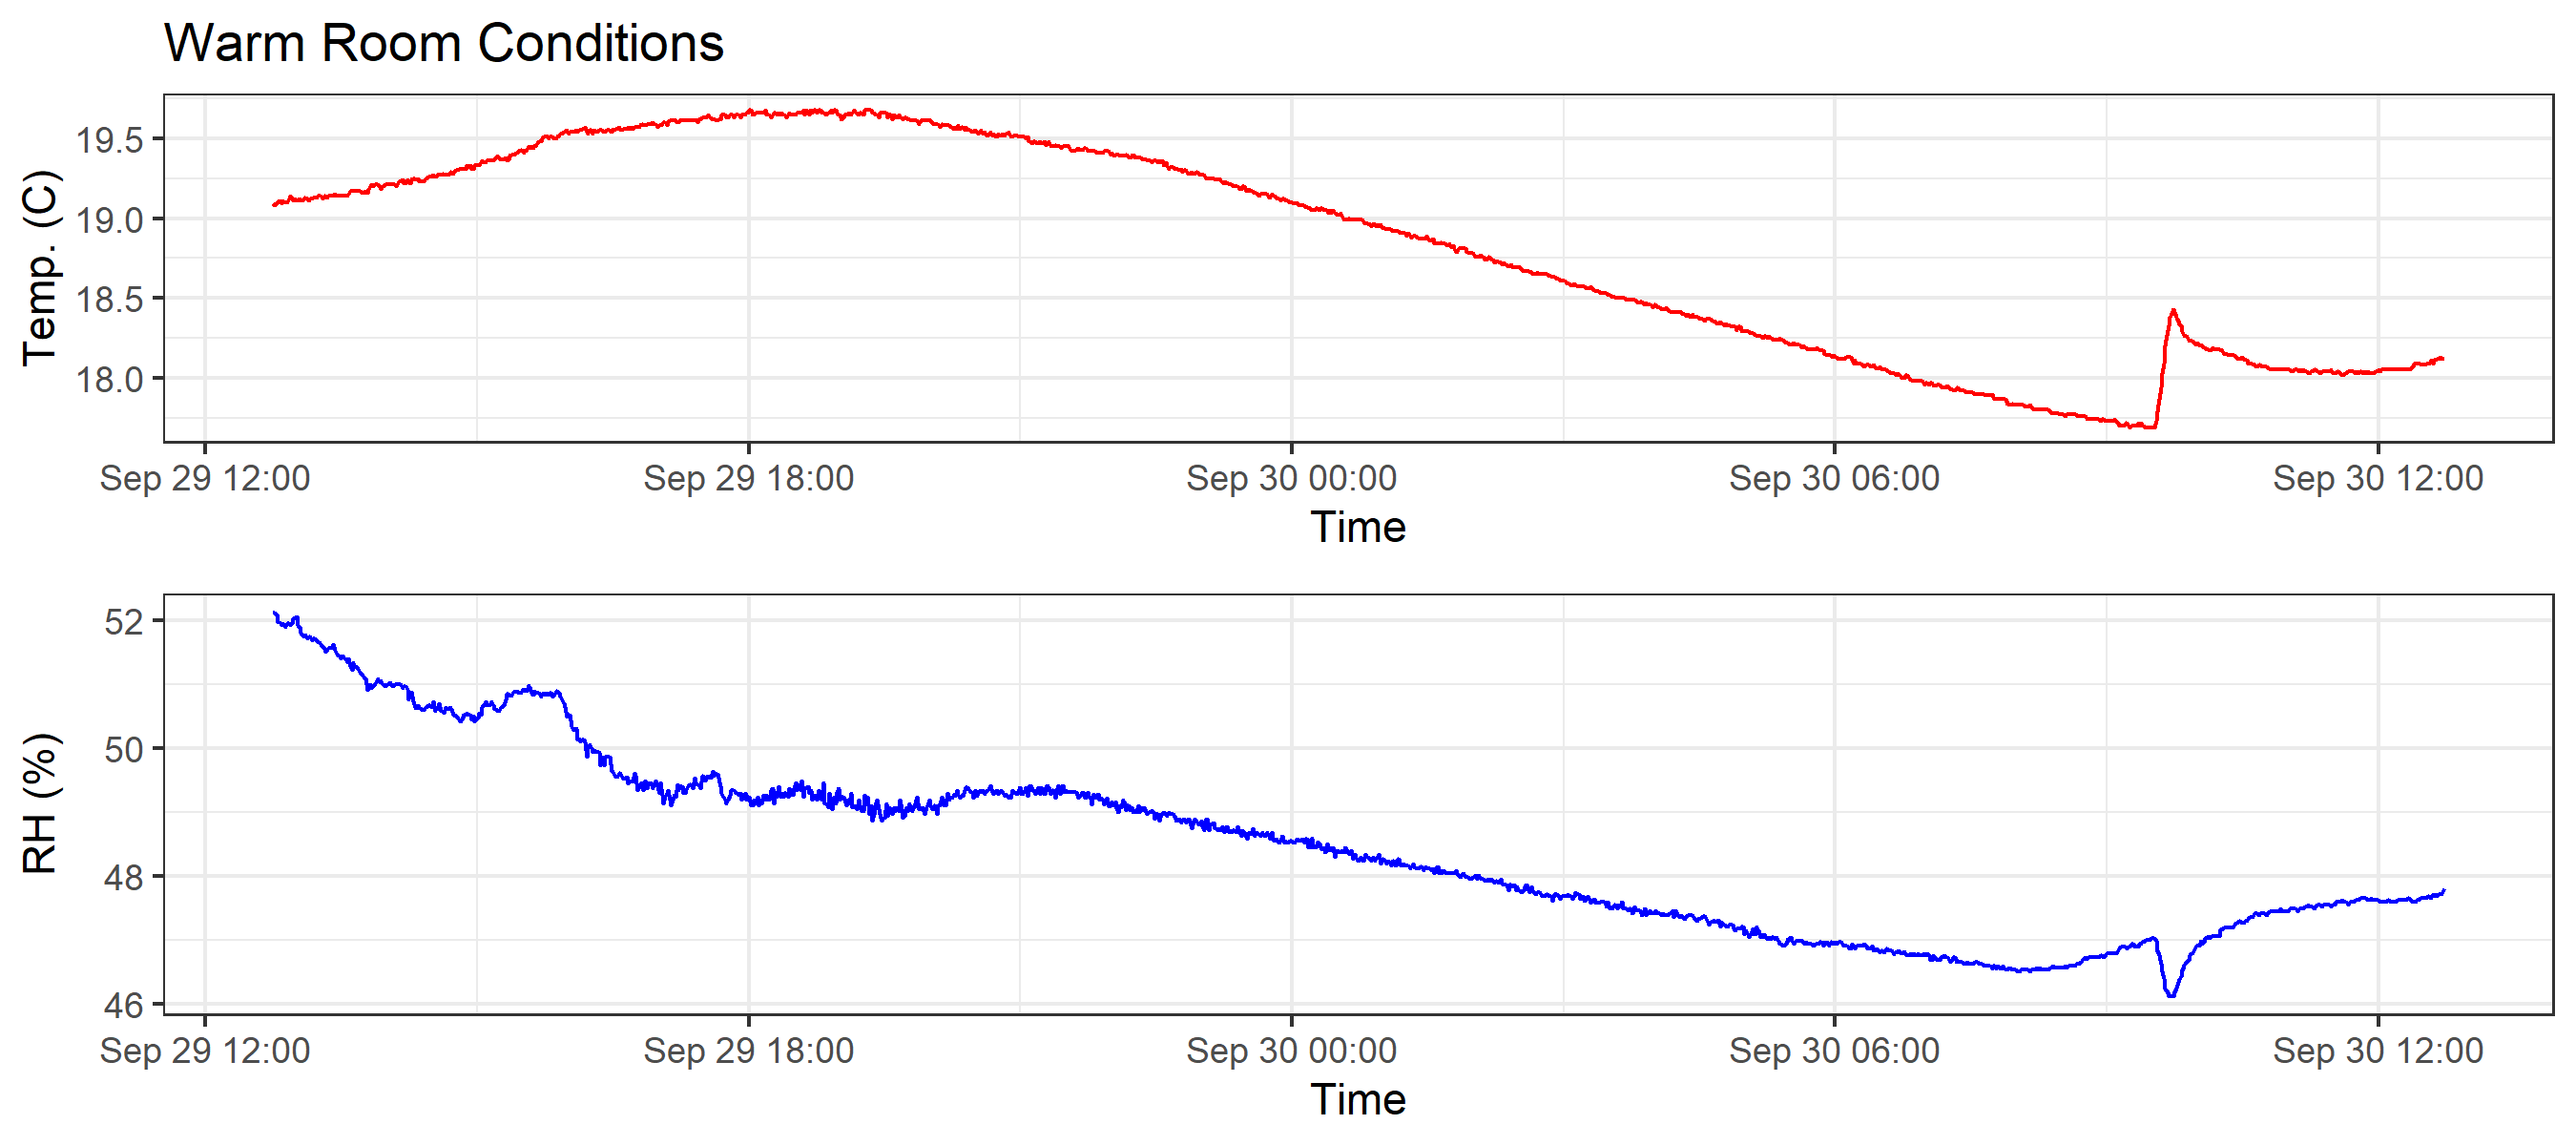 Warm Room Conditions
Temp. (C)
19.5
19.0
18.5
18.0
Sep 29 12:00 Sep 29 18:00 Sep 30 00:00 Sep 30 06:00 Sep 30 12:00
Time
RH (%)
52
50
48
46
Sep 29 12:00 Sep 29 18:00 Sep 30 00:00 Sep 30 06:00 Sep 30 12:00
Time